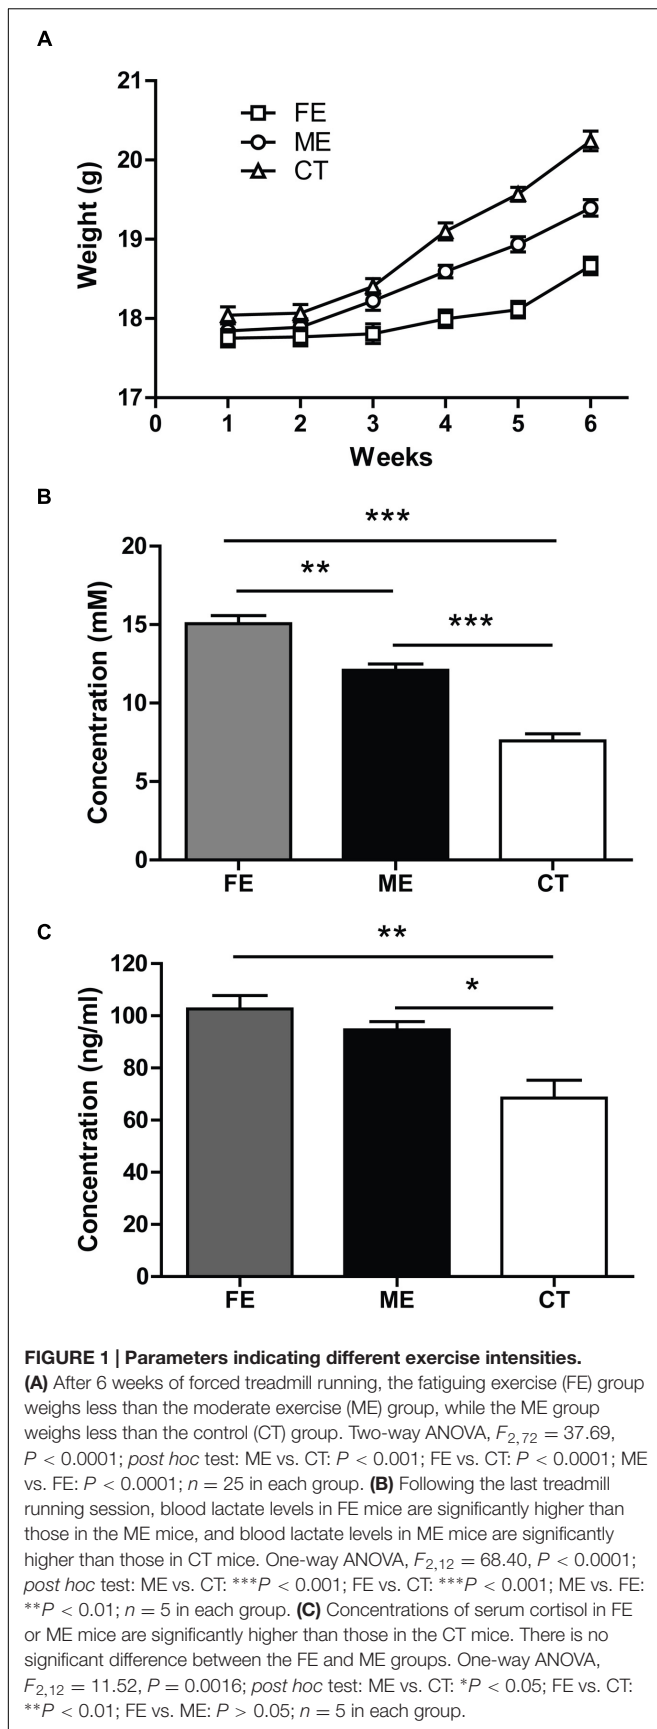 A
21
20
19
18
17
Weight (g)
FE
ME
CT
0 1 2 3 4 5 6
Weeks
B
20
15
10
5
0
Concentration (mM)
***
**
***
FE ME CT
C
120
100
80
60
40
20
0
Concentration (ng/ml)
**
*
FE ME CT
FIGURE 1 | Parameters indicating different exercise intensities.
(A) After 6 weeks of forced treadmill running, the fatiguing exercise (FE) group
weighs less than the moderate exercise (ME) group, while the ME group
weighs less than the control (CT) group. Two-way ANOVA, F2,72 = 37.69,
P < 0.0001; post hoc test: ME vs. CT: P < 0.001; FE vs. CT: P < 0.0001; ME
vs. FE: P < 0.0001; n = 25 in each group. (B) Following the last treadmill
running session, blood lactate levels in FE mice are significantly higher than
those in the ME mice, and blood lactate levels in ME mice are significantly
higher than those in CT mice. One-way ANOVA, F2,12 = 68.40, P < 0.0001;
post hoc test: ME vs. CT: ***P < 0.001; FE vs. CT: ***P < 0.001; ME vs. FE:
**P < 0.01; n = 5 in each group. (C) Concentrations of serum cortisol in FE
or ME mice are significantly higher than those in the CT mice. There is no
significant difference between the FE and ME groups. One-way ANOVA,
F2,12 = 11.52, P = 0.0016; post hoc test: ME vs. CT: *P < 0.05; FE vs. CT:
**P < 0.01; FE vs. ME: P > 0.05; n = 5 in each group.